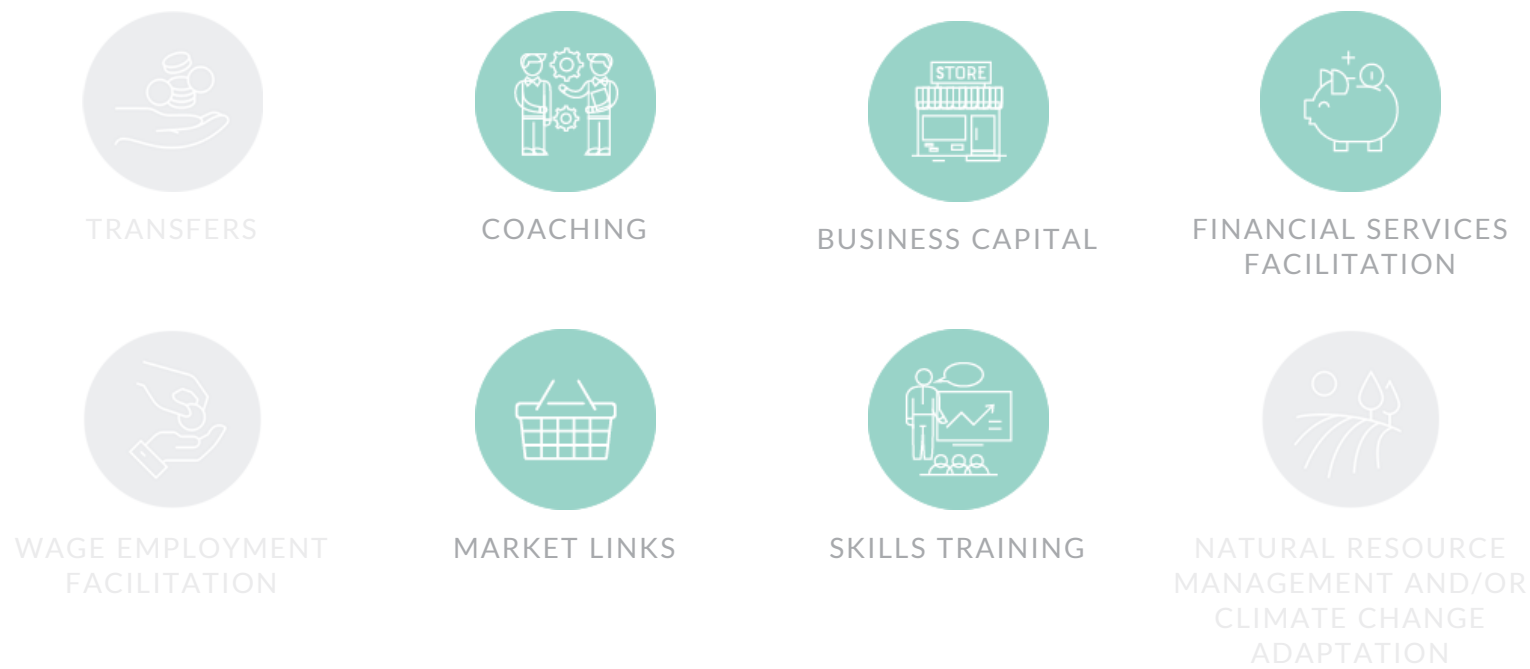 STORE
TRANSFERS
COACHING
BUSINESS CAPITAL
FINANCIAL SERVICES
FACILITATION
WAGE EMPLOYMENT
FACILITATION
MARKET LINKS
SKILLS TRAINING
NATURAL RESOURCE
MANAGEMENT AND/OR
CLIMATE CHANGE
ADAPTATION